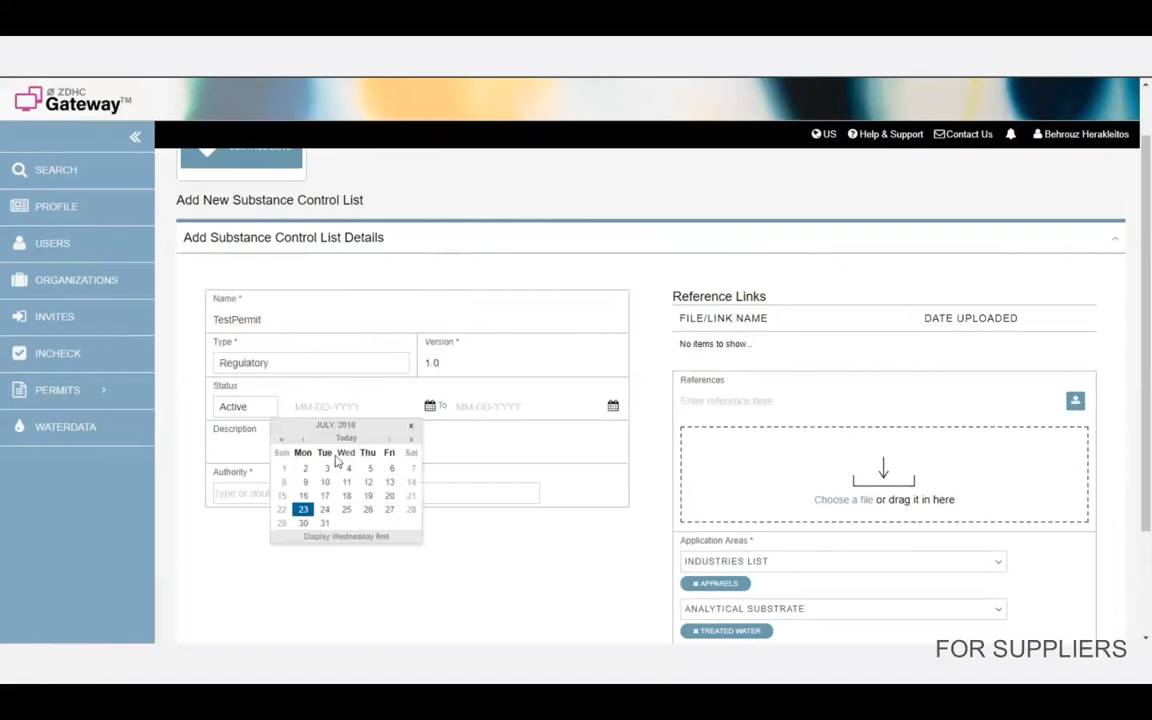 Ø ZDHC
Gateway™
US
Help & Support
Contact Us
Behrouz Herakleitos
SEARCH
PROFILE
USERS
ORGANIZATIONS
INVITES
INCHECK
PERMITS
WATERDATA
Add New Substance Control List
Add Substance Control List Details
Name *
TestPermit
Type *
Regulatory
Version *
1.0
Status
Active
MM-DD-YYYY
To
MM-DD-YYYY
Description
Authority *
Type or dou
JULY, 2018
x
« ‹ Today › »
Sun Mon Tue Wed Thu Fri Sat
1 2 3 4 5 6 7
8 9 10 11 12 13 14
15 16 17 18 19 20 21
22 23 24 25 26 27 28
29 30 31
Display Wednesday first
Reference Links
FILE/LINK NAME DATE UPLOADED
No items to show...
References
Enter reference here
Choose a file or drag it in here
Application Areas *
INDUSTRIES LIST
APPARELS
ANALYTICAL SUBSTRATE
TREATED WATER
FOR SUPPLIERS